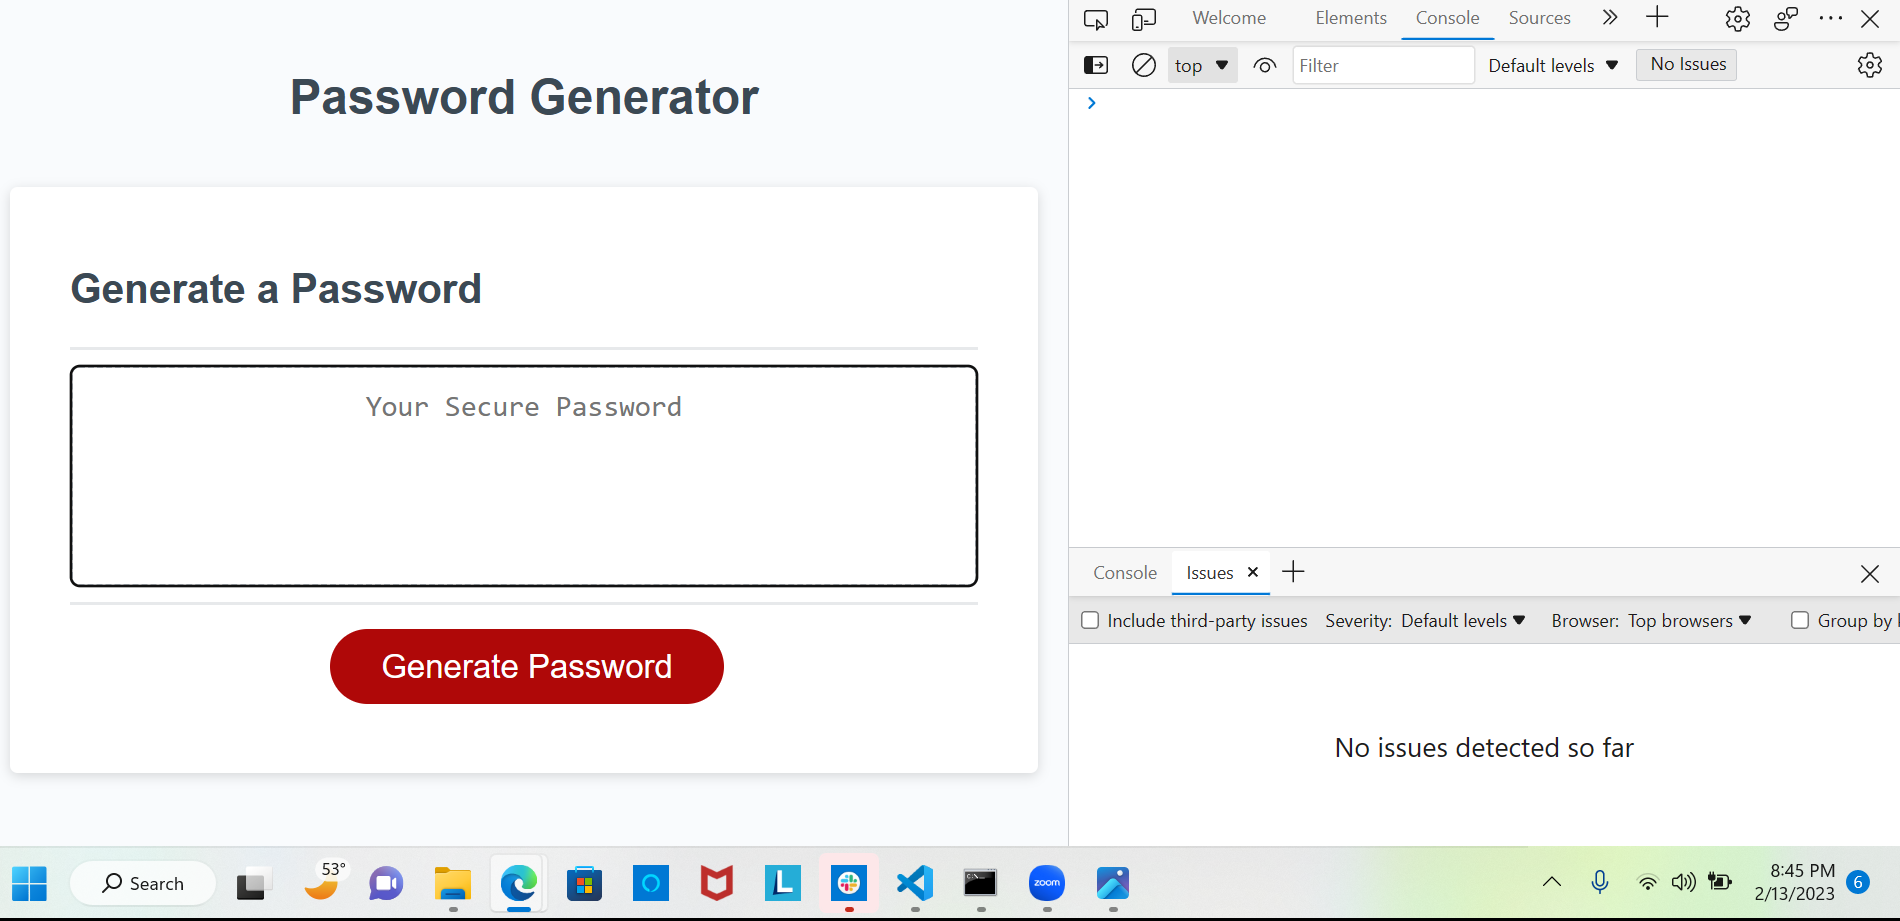 Password Generator
Generate a Password
Your Secure Password
Generate Password
Welcome Elements Console Sources
top Filter Default levels No Issues
Console Issues
Include third-party issues Severity: Default levels Browser: Top browsers Group by
No issues detected so far
Search 53° L zoom 8:45 PM 6
2/13/2023